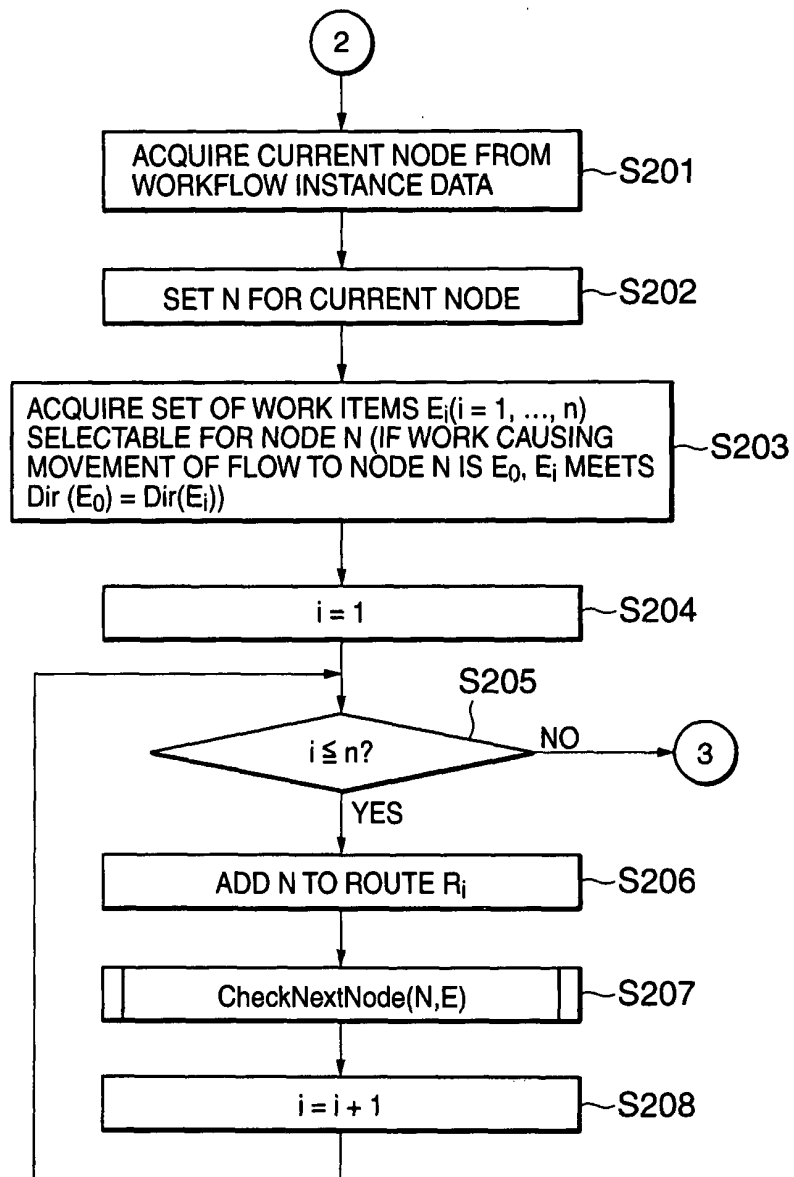 2
ACQUIRE CURRENT NODE FROM
WORKFLOW INSTANCE DATA
S201
SET N FOR CURRENT NODE
S202
ACQUIRE SET OF WORK ITEMS Ei(i = 1, ..., n)
SELECTABLE FOR NODE N (IF WORK CAUSING
MOVEMENT OF FLOW TO NODE N IS E0, Ei MEETS
Dir (E0) = Dir(Ei))
S203
i = 1
S204
S205
i ≦ n?
NO
3
YES
ADD N TO ROUTE Ri
S206
CheckNextNode(N,E)
S207
i = i + 1
S208